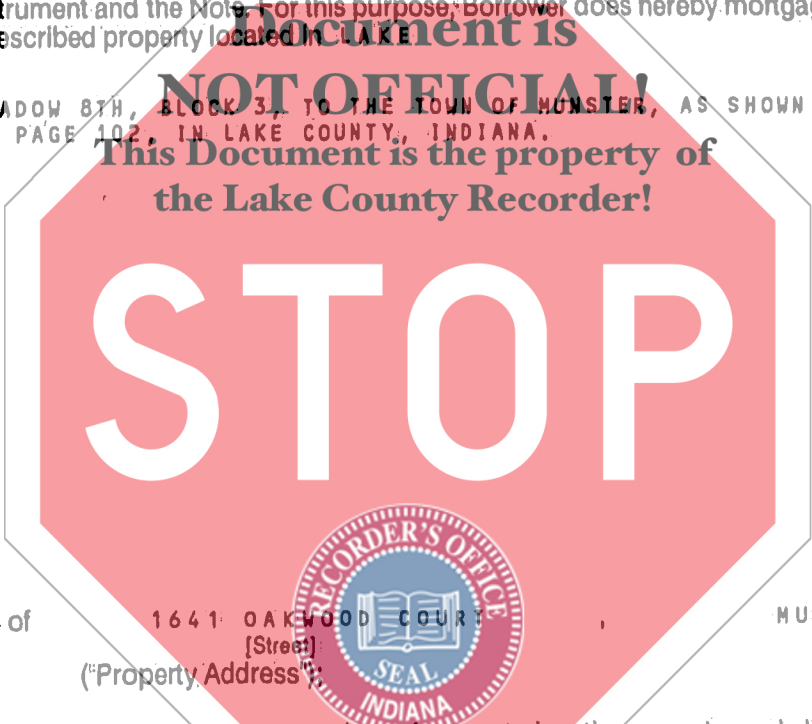 trument and the Note. For this purpose, Borrower does hereby mortga
escribed property located in LAKE
Document is
NOT OFFICIAL!
ADOW 8TH, BLOCK 3, TO THE TOWN OF MUNSTER, AS SHOWN
PAGE 102, IN LAKE COUNTY, INDIANA.
This Document is the property of
the Lake County Recorder!
STOP
RECORDER'S OFFICE
SEAL
INDIANA
of 1641 OAKWOOD COURT , MU
[Street]
("Property Address");